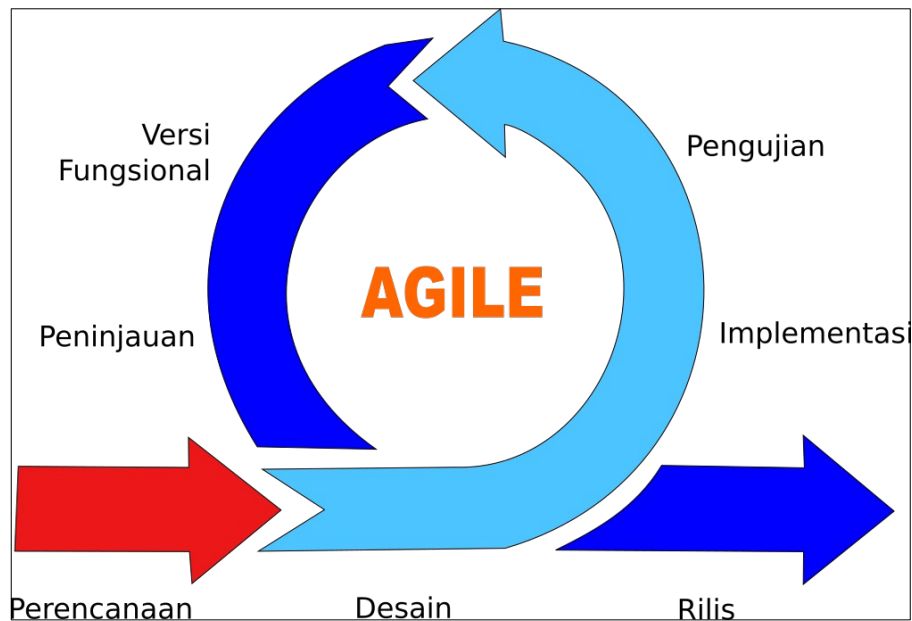 Versi
Fungsional
Pengujian
AGILE
Peninjauan
Implementasi
Perencanaan
Desain
Rilis